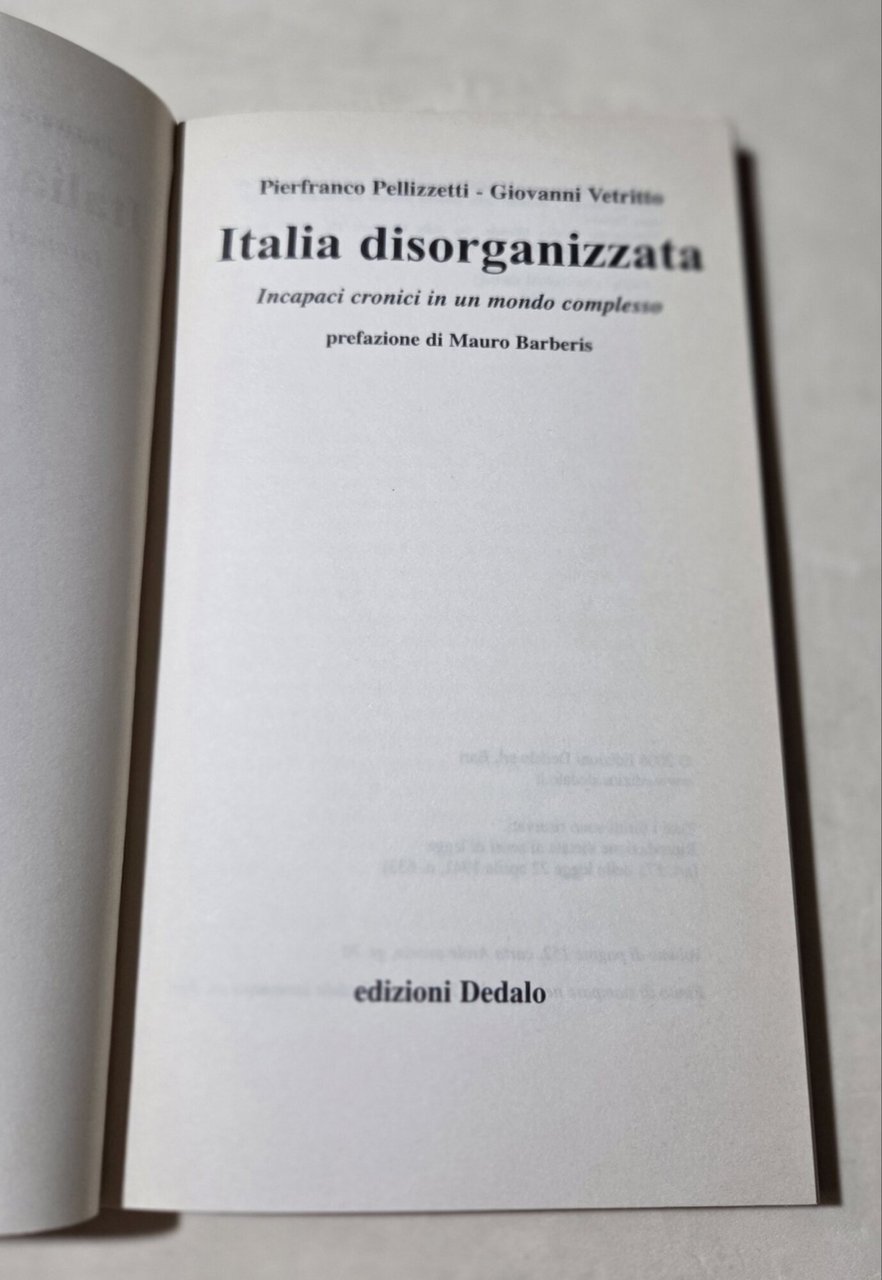 Pierfranco Pellizzetti - Giovanni Vetritto
Italia disorganizzata
Incapaci cronici in un mondo complesso
prefazione di Mauro Barberis
edizioni Dedalo